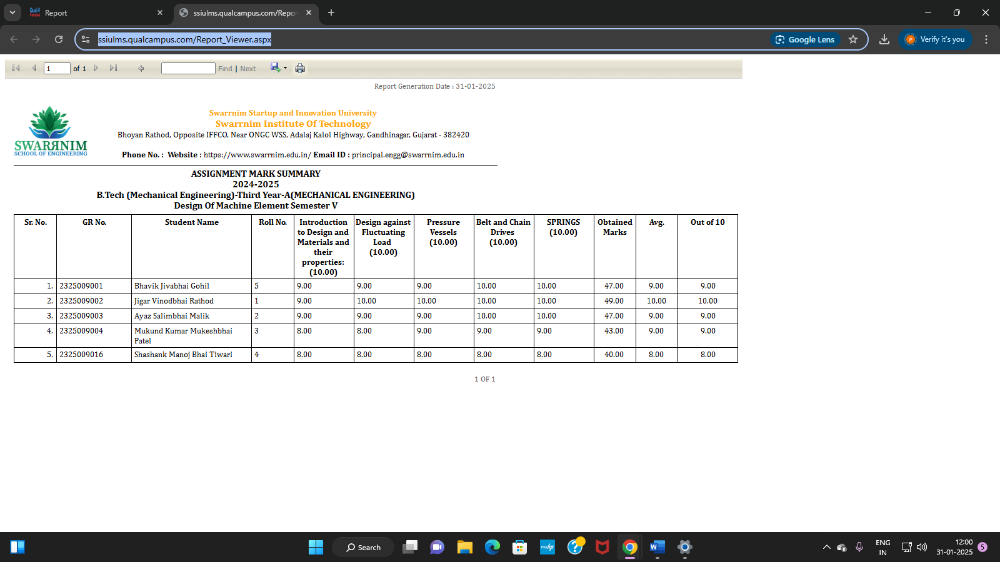 Report
ssiulms.qualcampus.com/Repor
ssiulms.qualcampus.com/Report_Viewer.aspx
Google Lens
Verify it's you
1 of 1
Find | Next
Report Generation Date : 31-01-2025
SWARRNIM
SCHOOL OF ENGINEERING
Swarrnim Startup and Innovation University
Swarrnim Institute Of Technology
Bhoyan Rathod, Opposite IFFCO, Near ONGC WSS, Adalaj Kalol Highway, Gandhinagar, Gujarat - 382420
Phone No. : Website : https://www.swarrnim.edu.in/ Email ID : principal.engg@swarrnim.edu.in
ASSIGNMENT MARK SUMMARY
2024-2025
B.Tech (Mechanical Engineering)-Third Year-A(MECHANICAL ENGINEERING)
Design Of Machine Element Semester V
Sr. No. GR No. Student Name Roll No. Introduction Design against Pressure Belt and Chain SPRINGS Obtained Avg. Out of 10
to Design and Fluctuating Vessels Drives (10.00) Marks
Materials and Load (10.00) (10.00)
their (10.00)
properties:
(10.00)
1. 2325009001 Bhavik Jivabhai Gohil 5 9.00 9.00 9.00 10.00 10.00 47.00 9.00 9.00
2. 2325009002 Jigar Vinodbhai Rathod 1 9.00 10.00 10.00 10.00 10.00 49.00 10.00 10.00
3. 2325009003 Ayaz Salimbhai Malik 2 9.00 9.00 9.00 10.00 10.00 47.00 9.00 9.00
4. 2325009004 Mukund Kumar Mukeshbhai 3 8.00 8.00 9.00 9.00 9.00 43.00 9.00 9.00
Patel
5. 2325009016 Shashank Manoj Bhai Tiwari 4 8.00 8.00 8.00 8.00 8.00 40.00 8.00 8.00
1 OF 1
Search
ENG
IN
12:00
31-01-2025
5